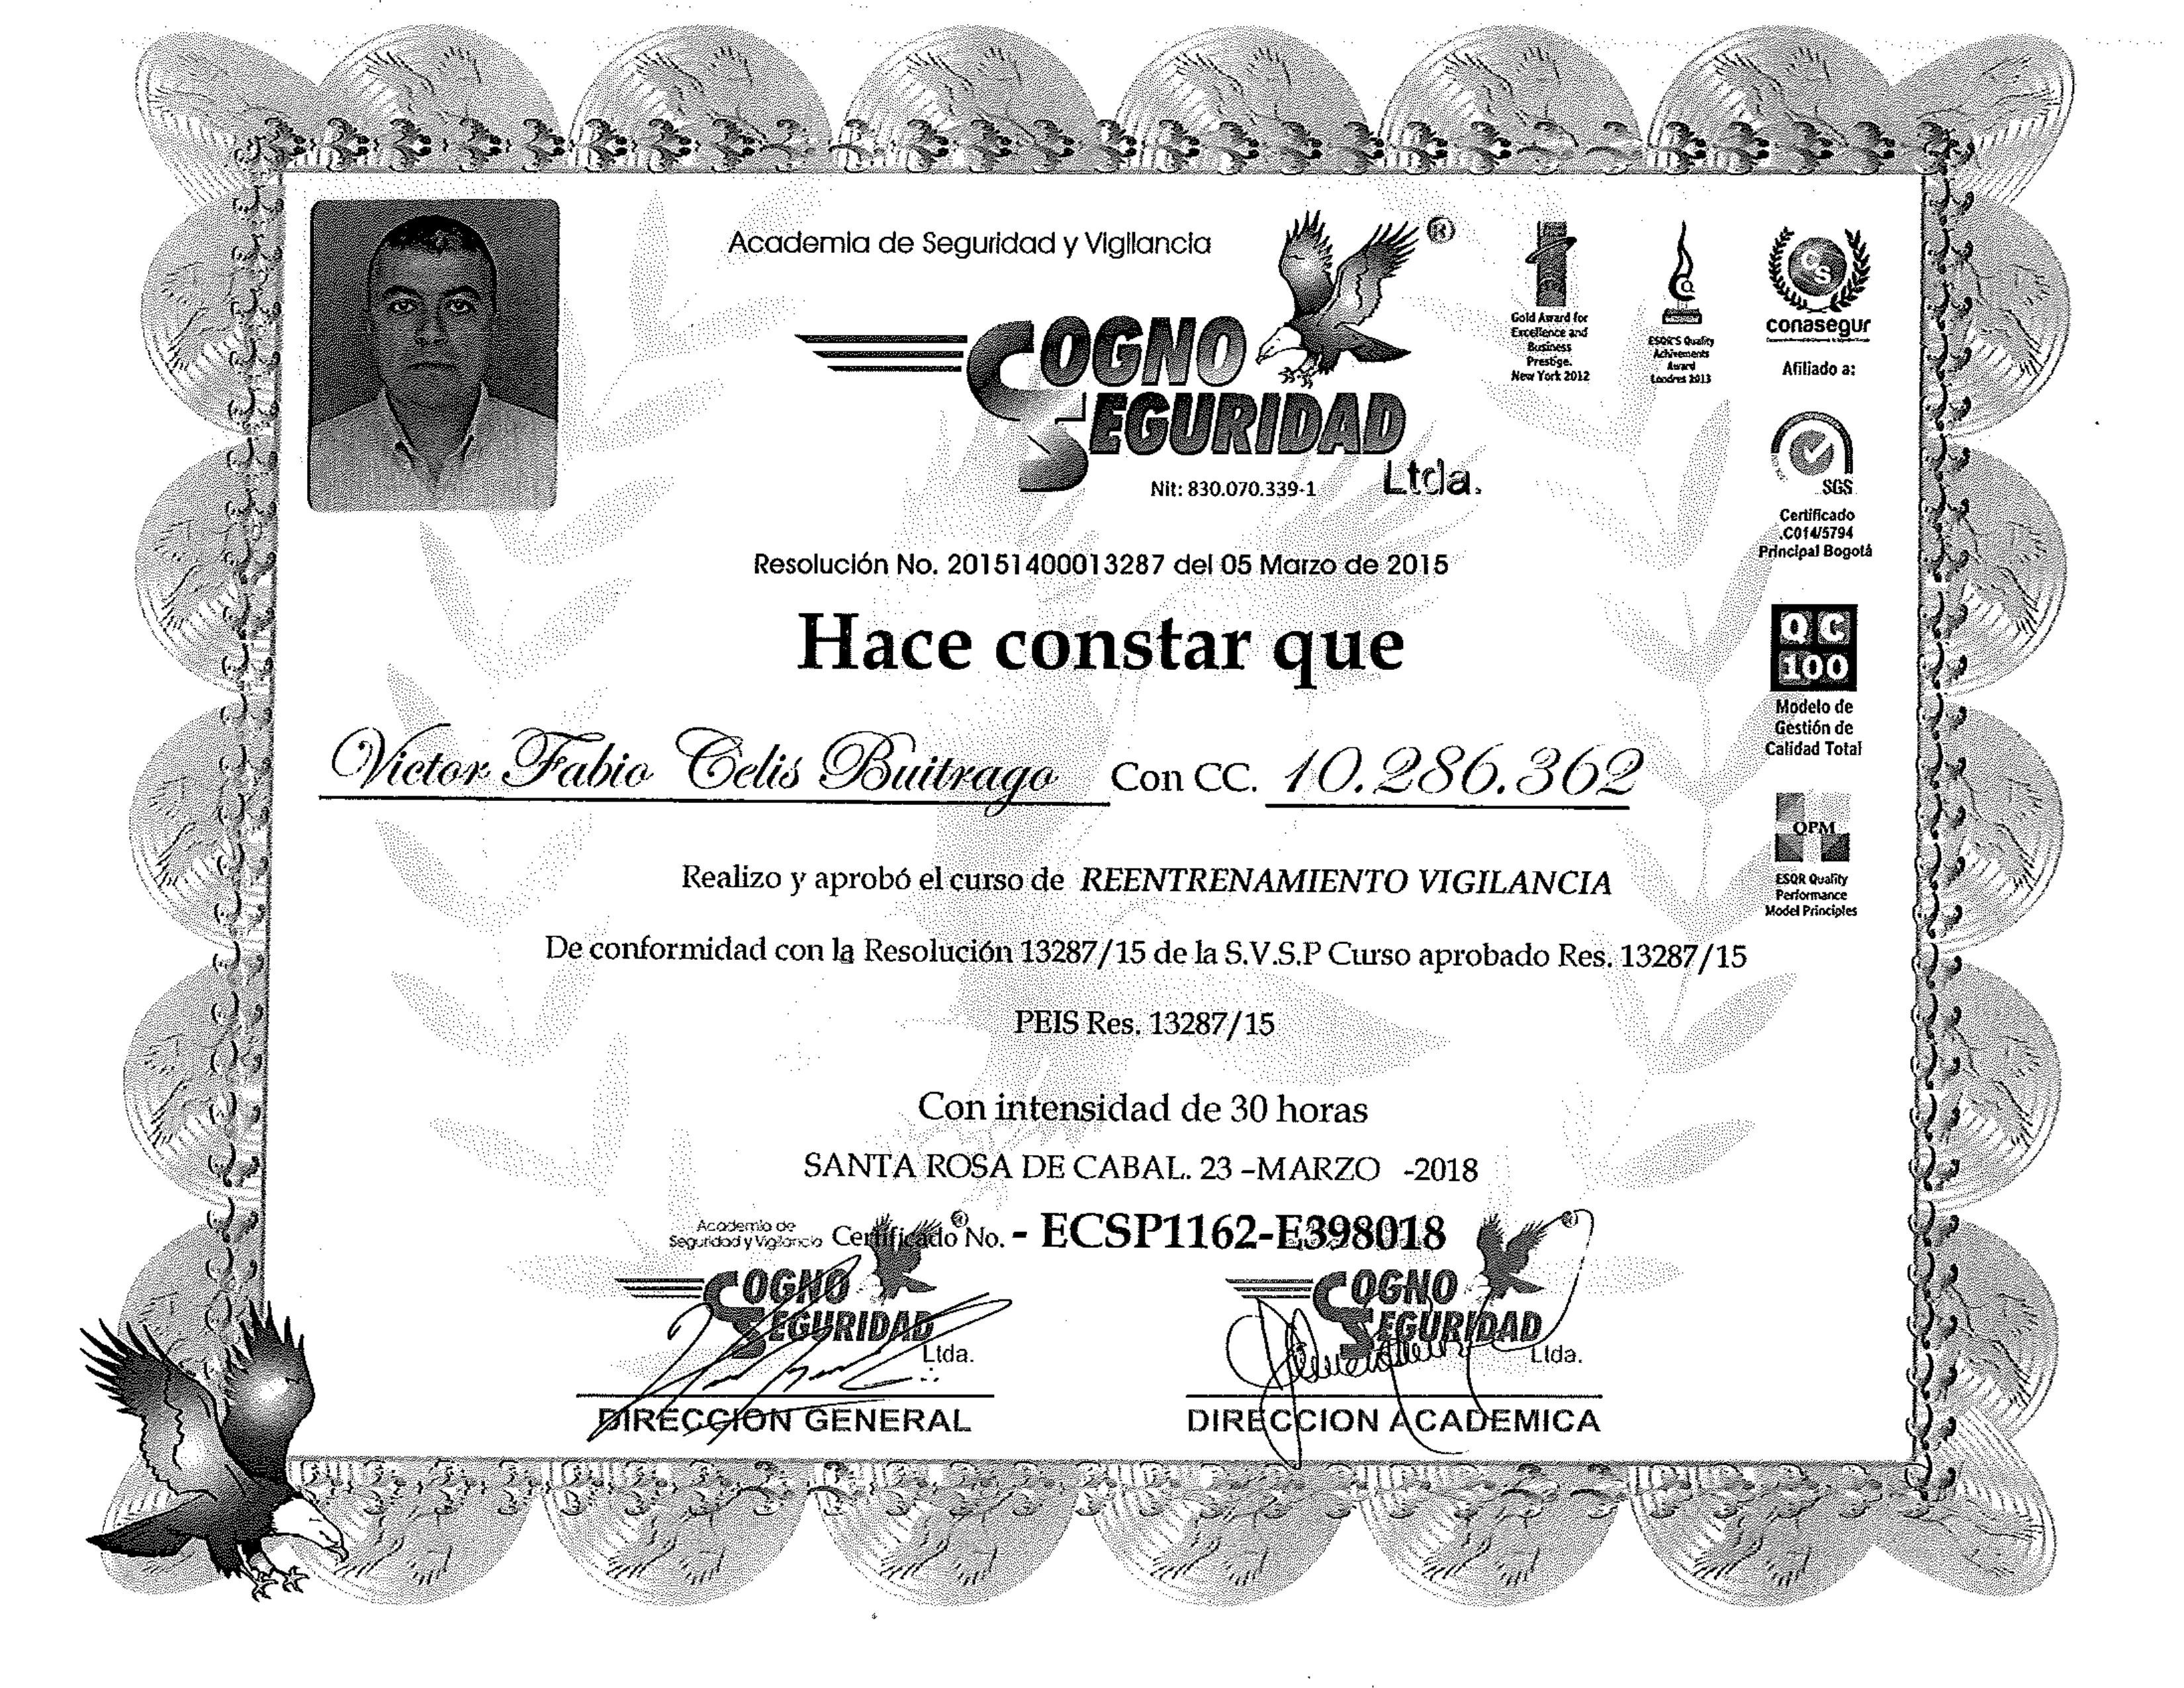 Academia de Seguridad y Vigilancia
®
COGNO
SEGURIDAD
Ltda.
Nit: 830.070.339-1
Gold Award for
Excellence and
Business
Prestige.
New York 2012
ESQR'S Quality
Achivements
Award
Londres 2013
CS
conasegur
Afiliado a:
SGS
Certificado
.C014/5794
Principal Bogotá
QC
100
Modelo de
Gestión de
Calidad Total
QPM
ESQR Quality
Performance
Model Principles
Resolución No. 20151400013287 del 05 Marzo de 2015
Hace constar que
Victor Fabio Celis Buitrago Con CC. 10.286.362
Realizo y aprobó el curso de REENTRENAMIENTO VIGILANCIA
De conformidad con la Resolución 13287/15 de la S.V.S.P Curso aprobado Res. 13287/15
PEIS Res. 13287/15
Con intensidad de 30 horas
SANTA ROSA DE CABAL. 23 -MARZO -2018
Certificado No. - ECSP1162-E398018
Academia de
Seguridad y Vigilancia
®
COGNO
SEGURIDAD
Ltda.
DIRECCION GENERAL
®
COGNO
SEGURIDAD
Ltda.
DIRECCION ACADEMICA